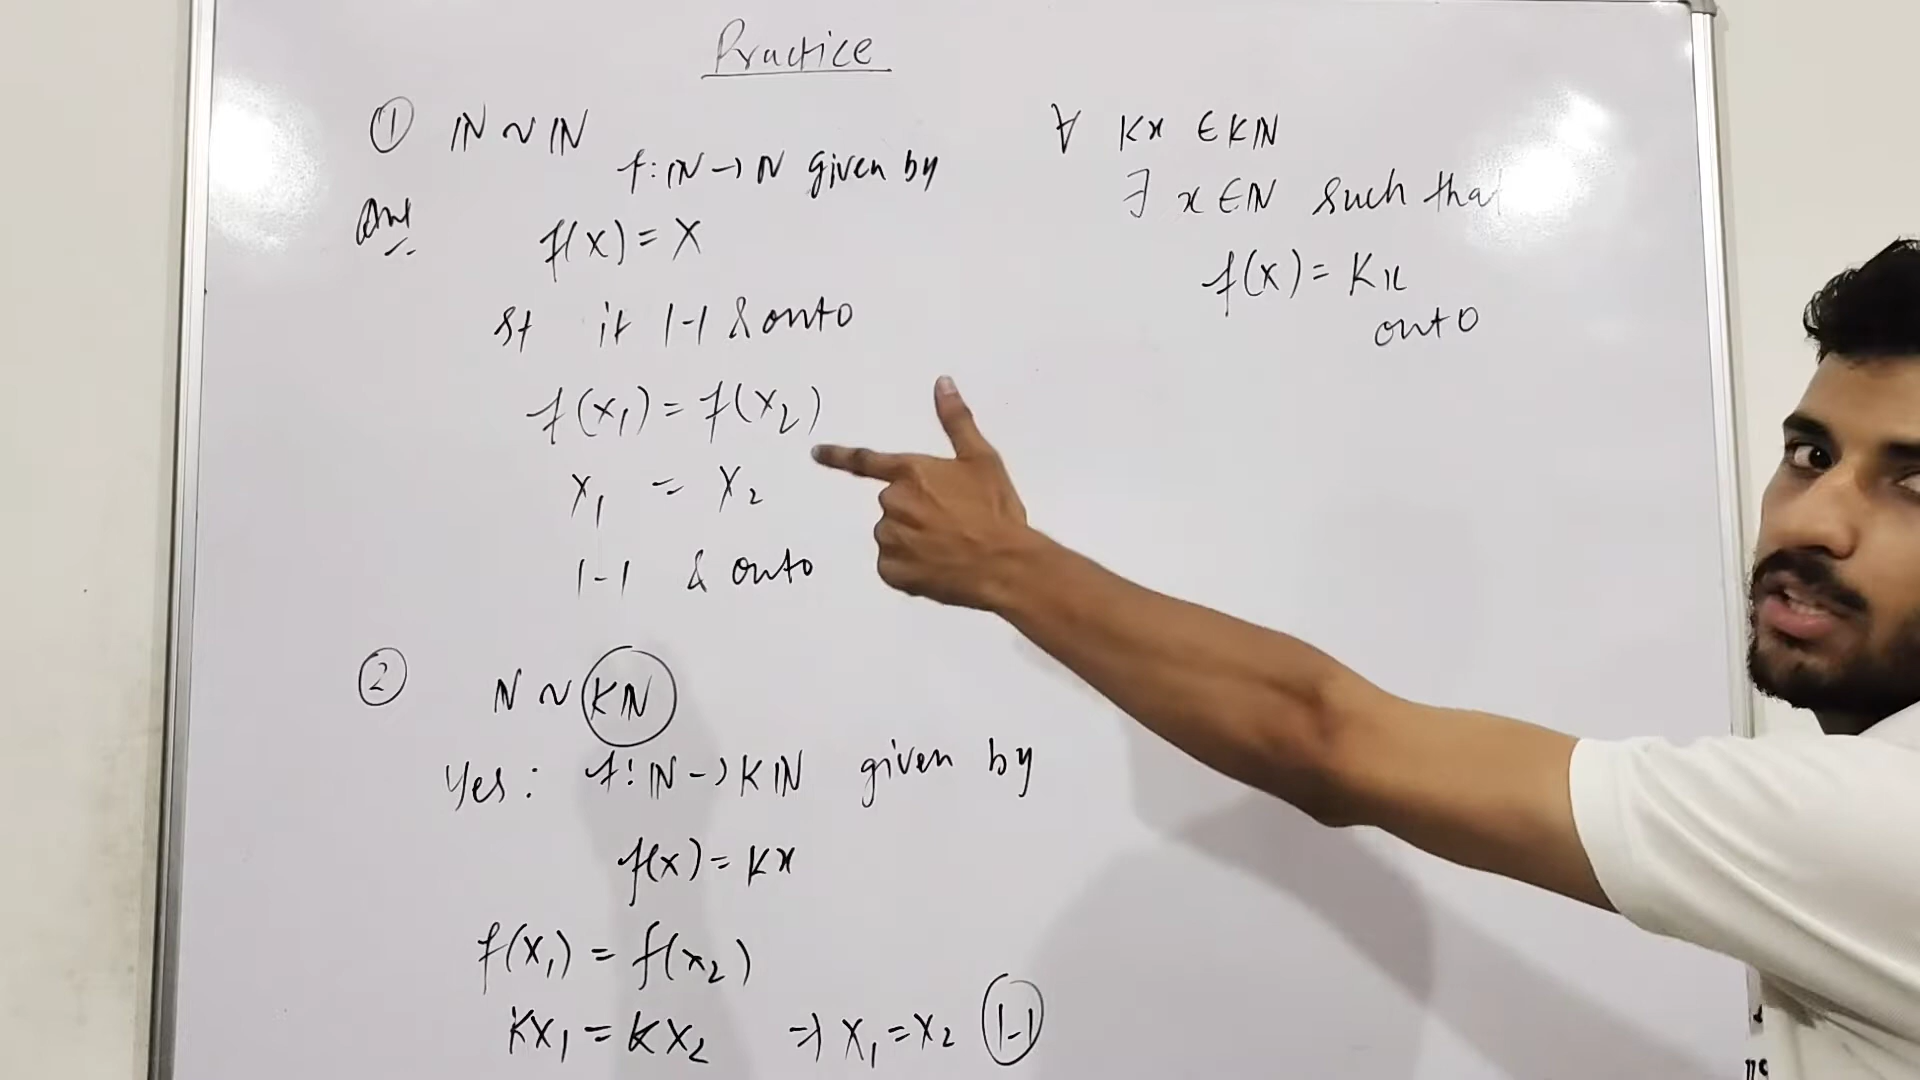 Practice
① ℕ ~ ℕ
f: ℕ → N given by
Ans
f(x) = x
st it 1-1 & onto
f(x₁) = f(x₂)
x₁ = x₂
1-1 & onto
② N ~ Kℕ
Yes: f: ℕ → Kℕ given by
f(x) = Kx
f(x₁) = f(x₂)
Kx₁ = Kx₂ ⇒ x₁ = x₂ 1-1
∀ Kx ∈ Kℕ
∃ x ∈ ℕ such that
f(x) = Kx
onto